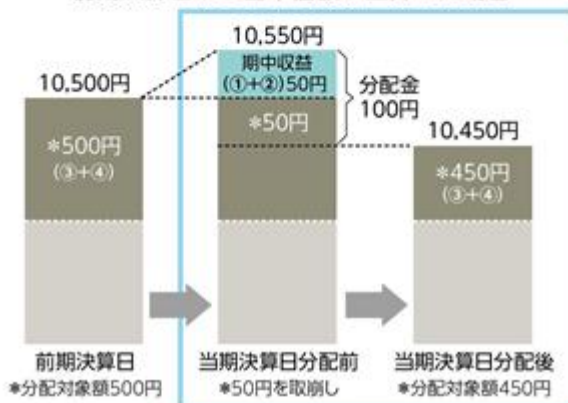 10,550円
期中収益
(①+②)50円
分配金
100円
10,500円
*50円
10,450円
*500円
(③+④)
*450円
(③+④)
前期決算日
*分配対象額500円
当期決算日分配前
*50円を取崩し
当期決算日分配後
*分配対象額450円